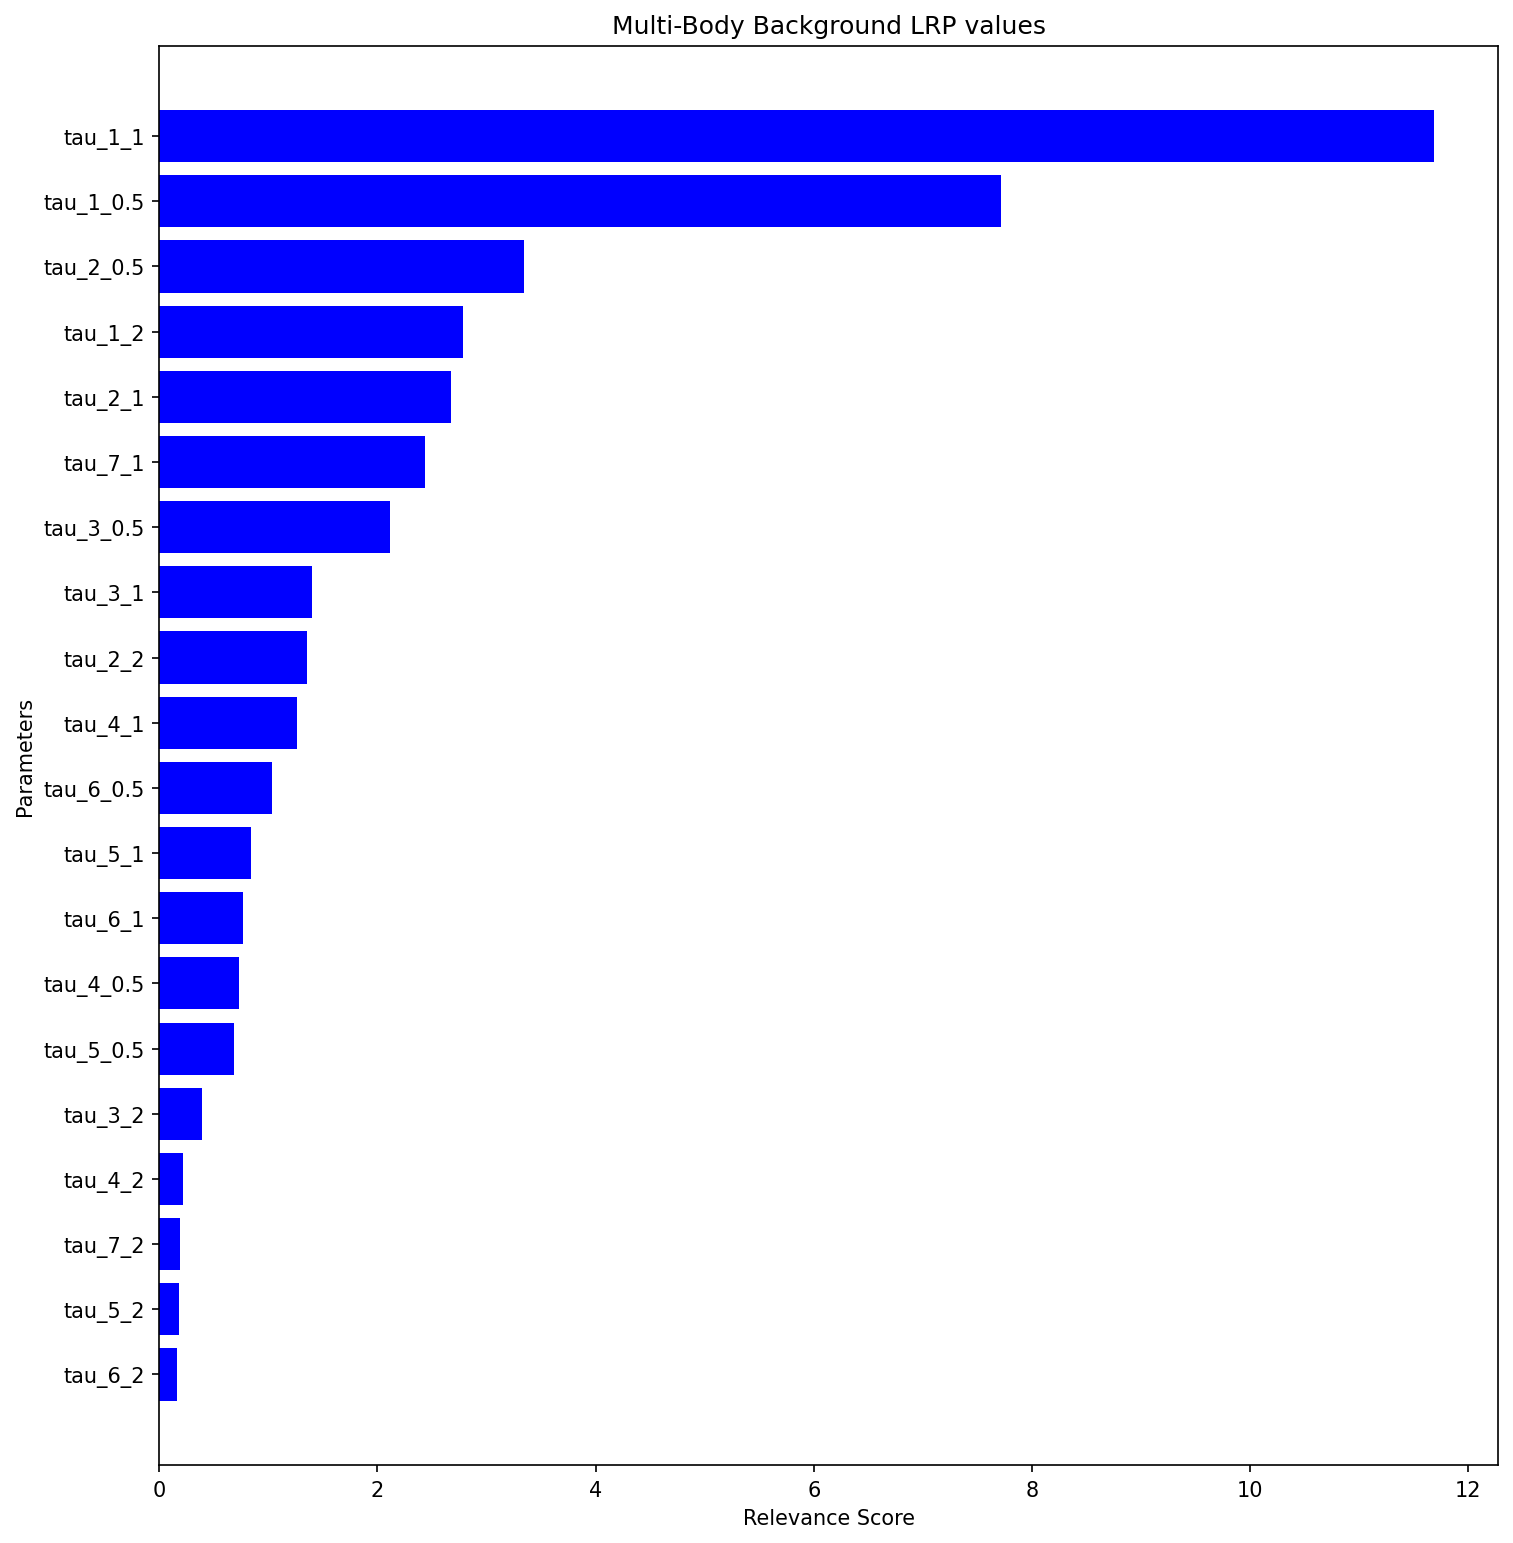 Multi-Body Background LRP values
tau_1_1
tau_1_0.5
tau_2_0.5
tau_1_2
tau_2_1
tau_7_1
tau_3_0.5
tau_3_1
tau_2_2
tau_4_1
tau_6_0.5
tau_5_1
tau_6_1
tau_4_0.5
tau_5_0.5
tau_3_2
tau_4_2
tau_7_2
tau_5_2
tau_6_2
Parameters
0 2 4 6 8 10 12
Relevance Score